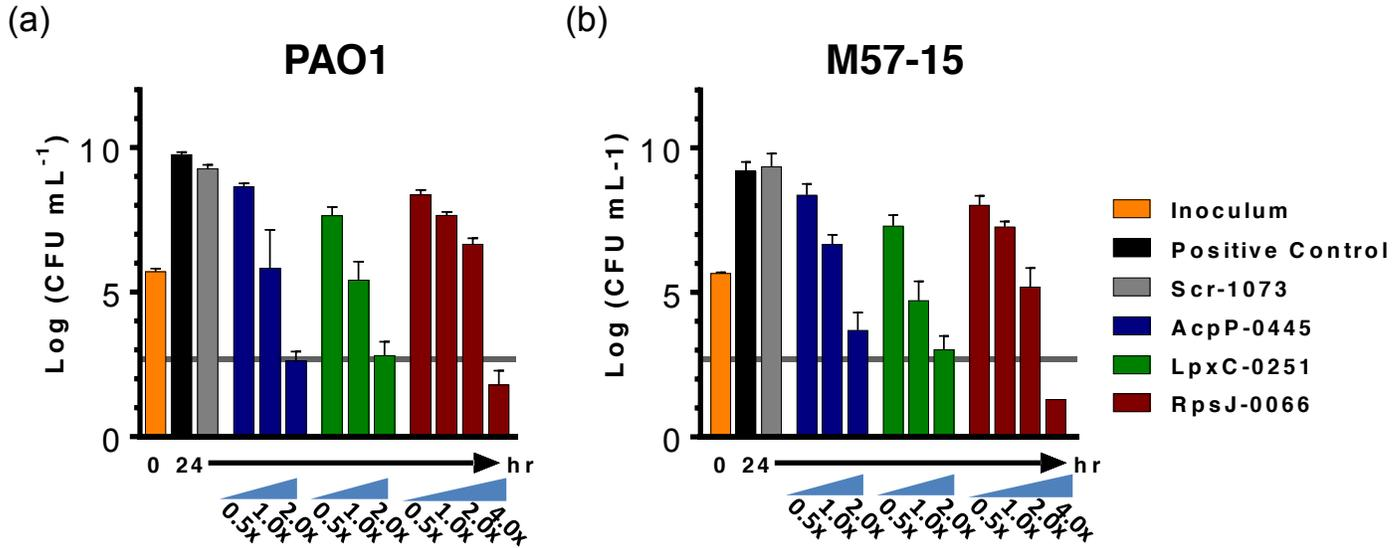 (a)
PAO1
Log (CFU mL-1)
10
5
0
0 24 hr
0.5x 1.0x 2.0x 0.5x 1.0x 2.0x 0.5x 1.0x 2.0x 4.0x
(b)
M57-15
Log (CFU mL-1)
10
5
0
0 24 hr
0.5x 1.0x 2.0x 0.5x 1.0x 2.0x 0.5x 1.0x 2.0x 4.0x
Inoculum
Positive Control
Scr-1073
AcpP-0445
LpxC-0251
RpsJ-0066